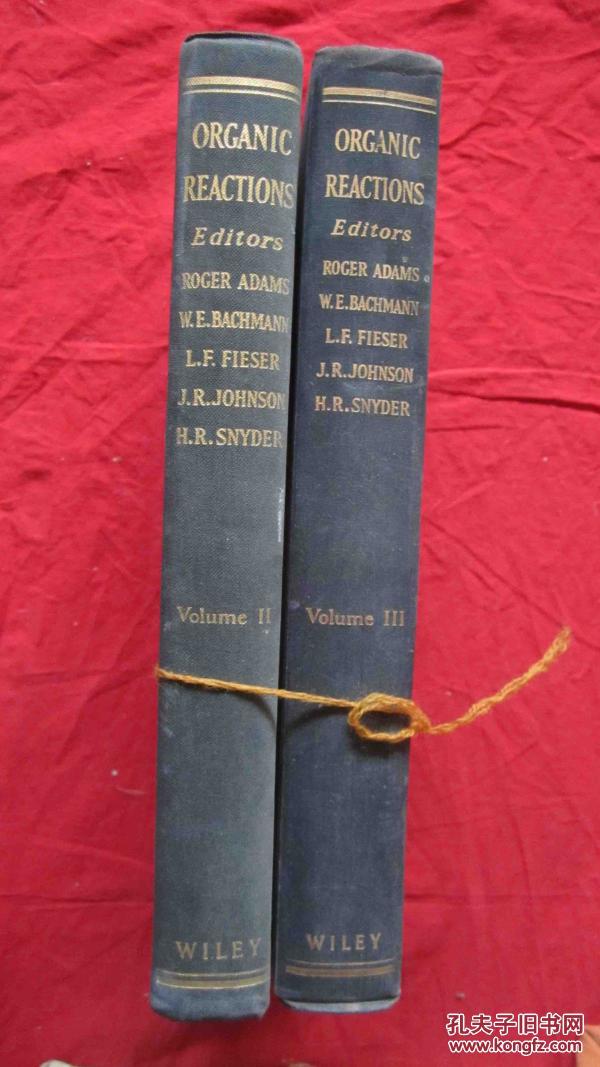 ORGANIC
REACTIONS
Editors
ROGER ADAMS
W.E.BACHMANN
L.F. FIESER
J.R.JOHNSON
H.R.SNYDER
Volume II
WILEY
ORGANIC
REACTIONS
Editors
ROGER ADAMS
W.E.BACHMANN
L.F. FIESER
J.R.JOHNSON
H.R.SNYDER
Volume III
WILEY
孔夫子旧书网
www.kongfz.com